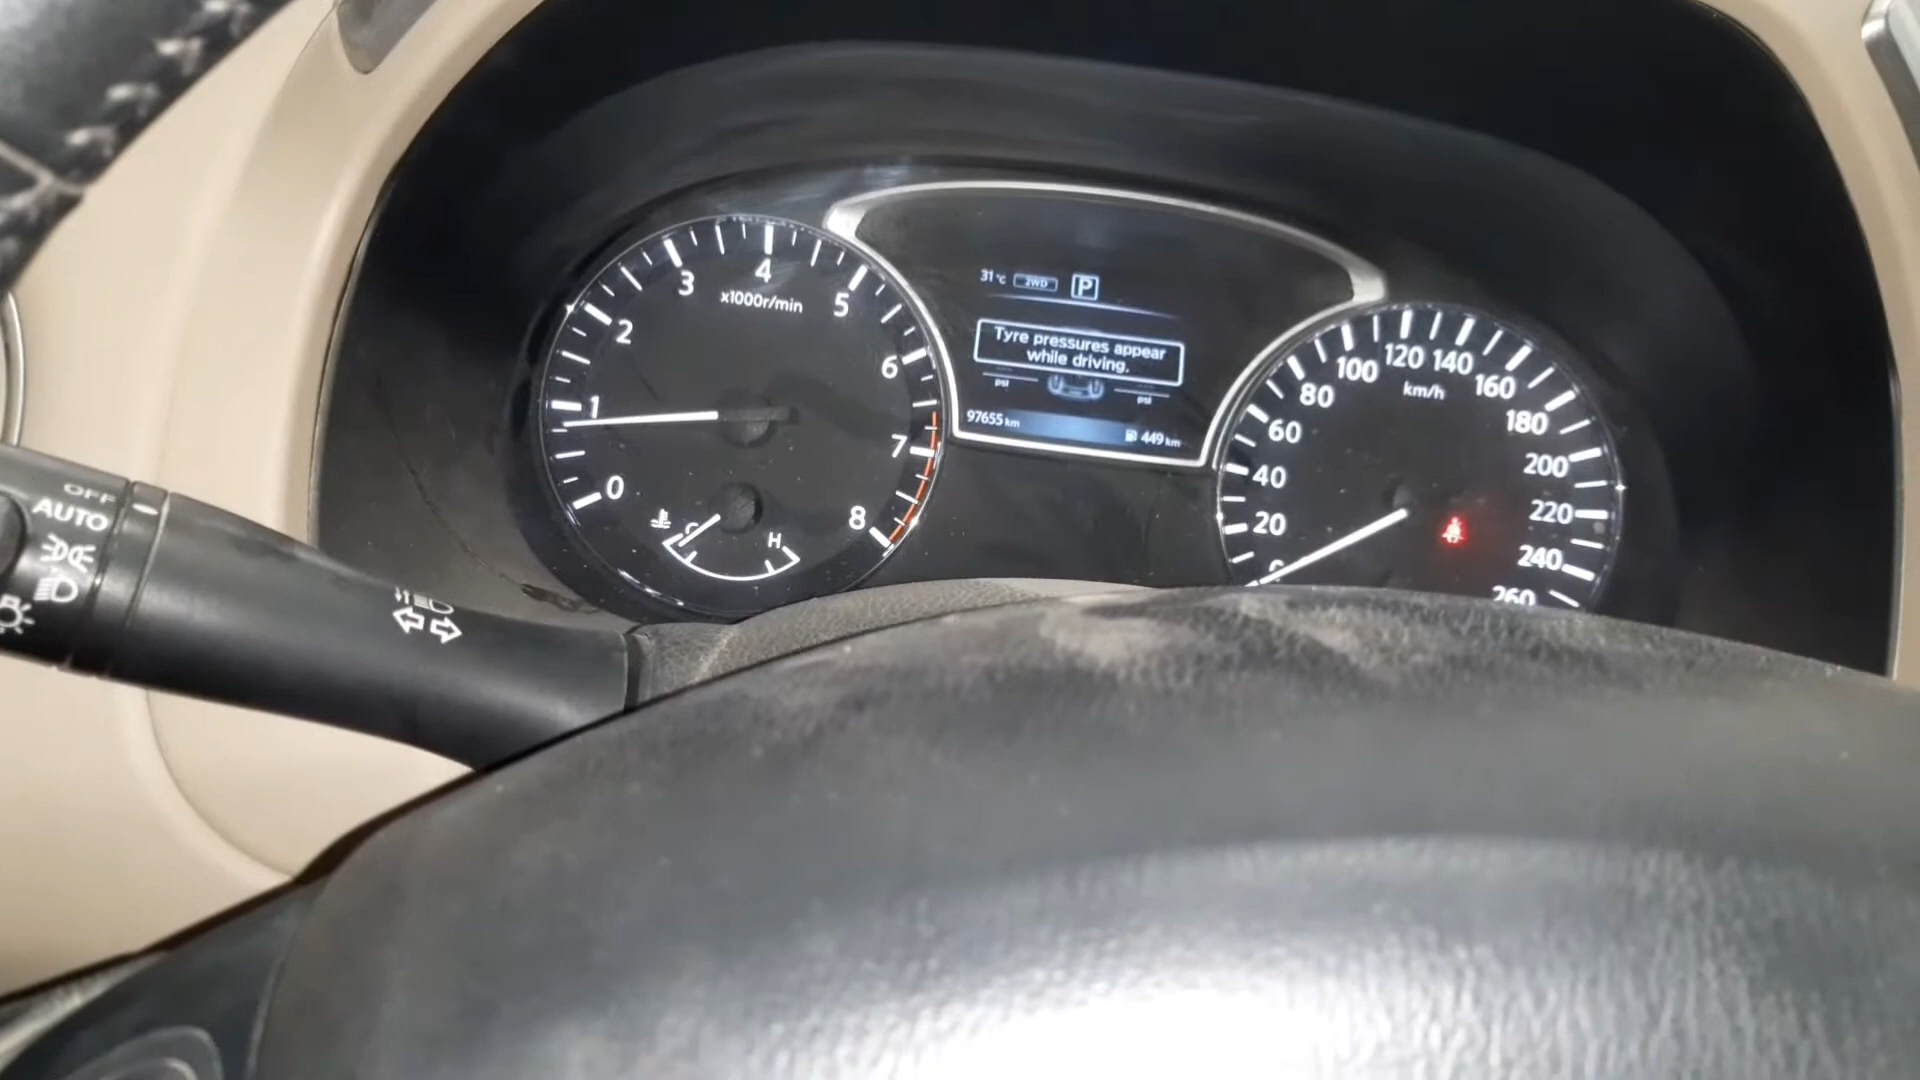 0
1
2
3
4
5
6
7
8
x1000r/min
C
H
31°C 2WD P
Tyre pressures appear
while driving.
psi
psi
97655 km
449 km
0
20
40
60
80
100
120
140
160
180
200
220
240
260
km/h
OFF
AUTO